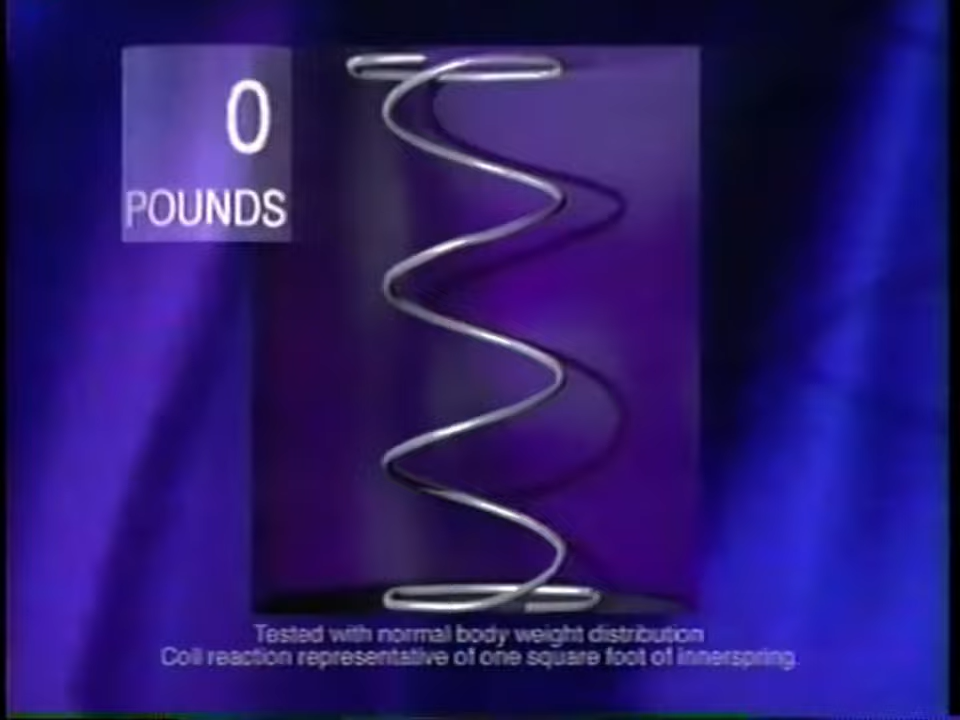 0
POUNDS
Tested with normal body weight distribution
Coil reaction representative of one square foot of innerspring.